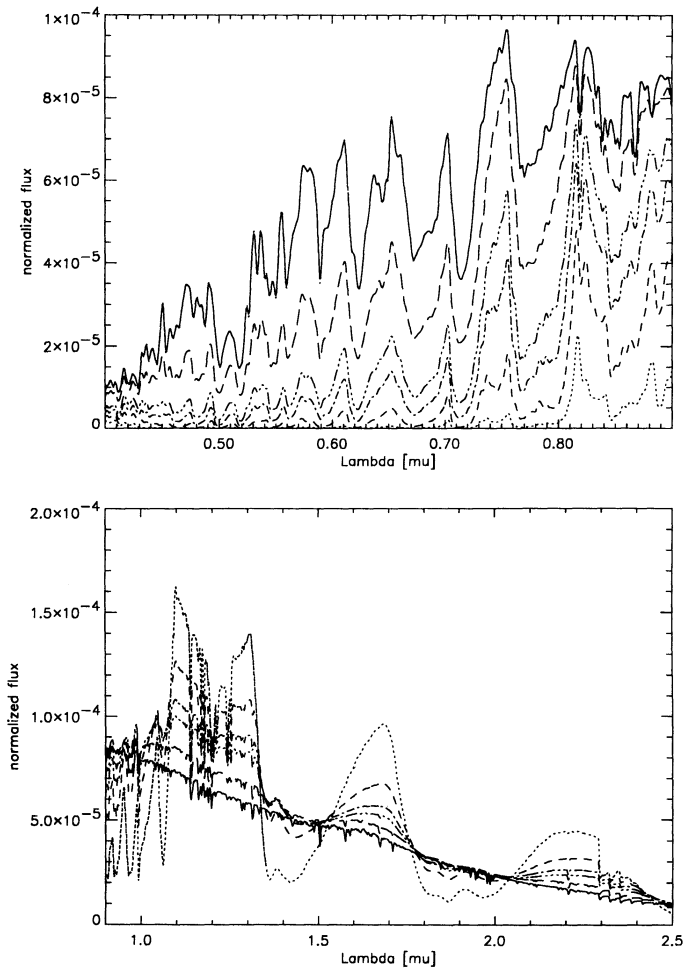 1×10⁻⁴
8×10⁻⁵
6×10⁻⁵
4×10⁻⁵
2×10⁻⁵
0
normalized flux
0.50 0.60 0.70 0.80
Lambda [mu]
2.0×10⁻⁴
1.5×10⁻⁴
1.0×10⁻⁴
5.0×10⁻⁵
0
normalized flux
1.0 1.5 2.0 2.5
Lambda [mu]